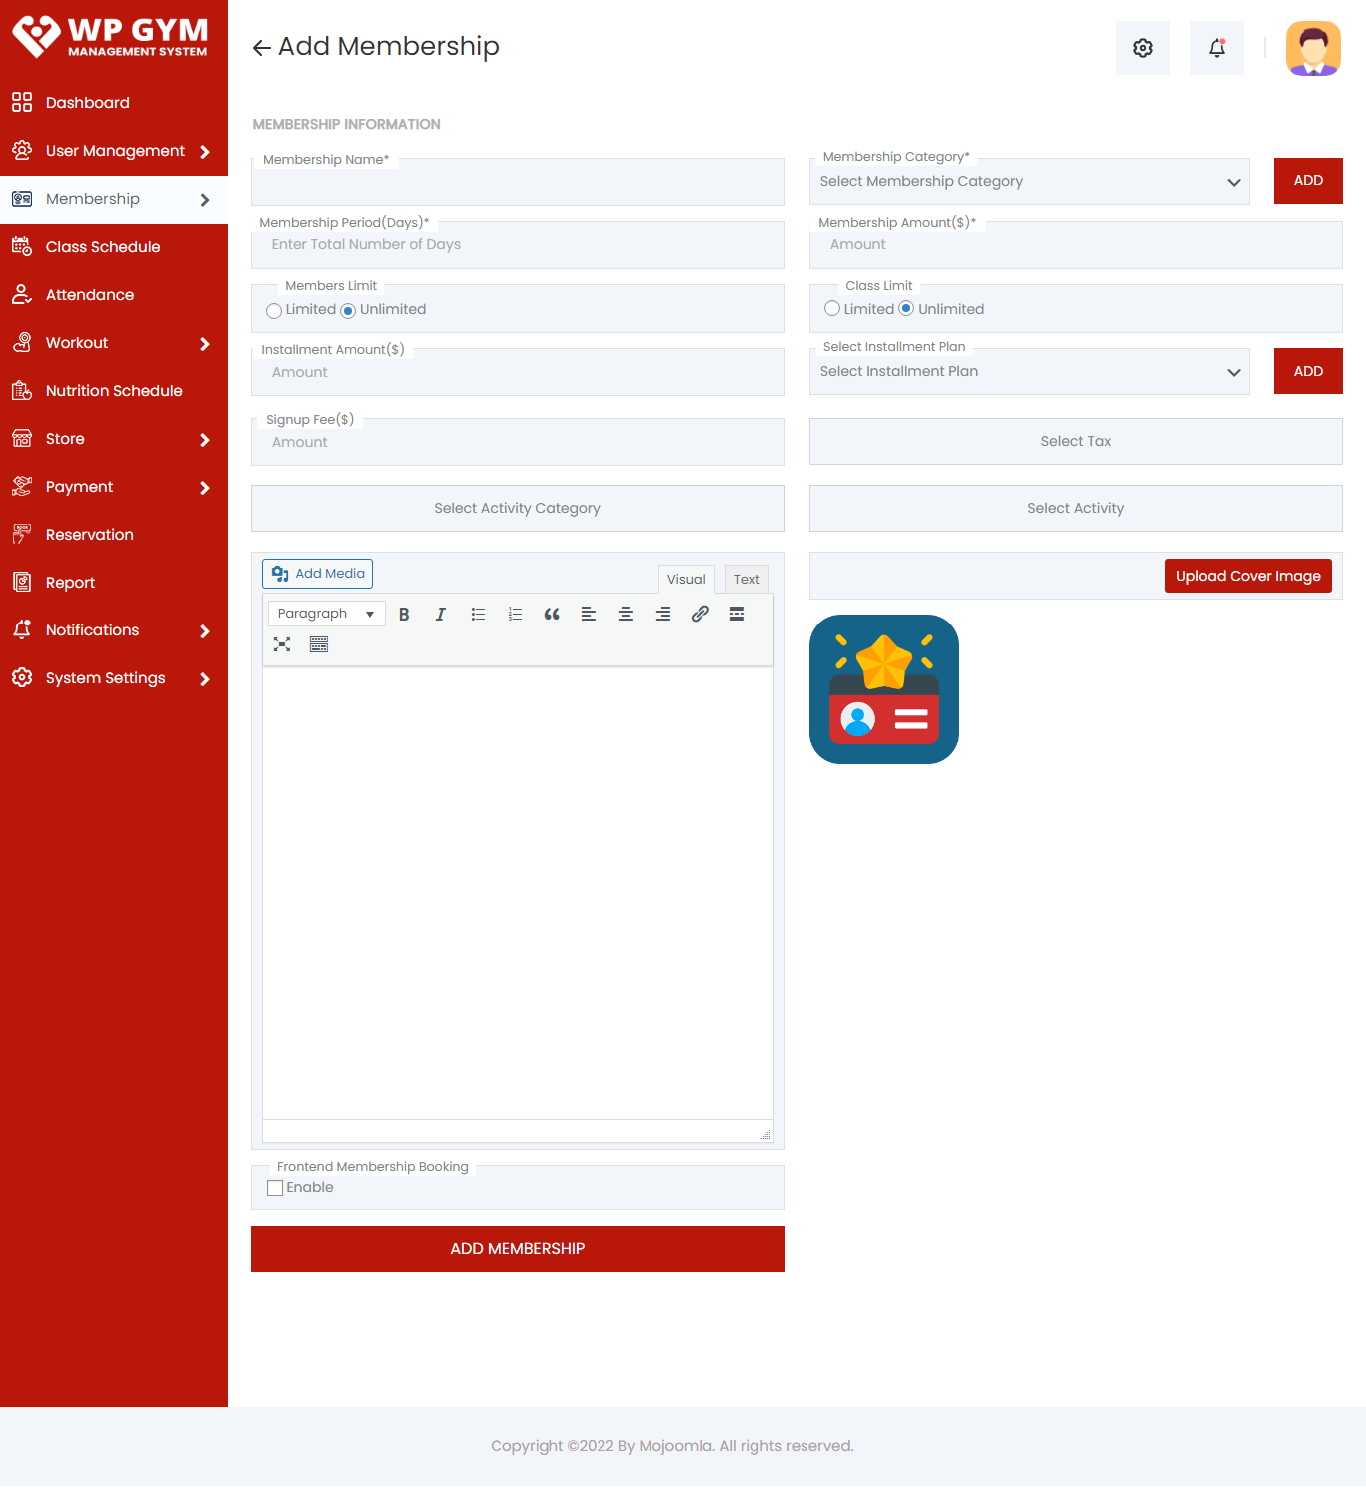 WP GYM
MANAGEMENT SYSTEM
Dashboard
User Management
Membership
Class Schedule
Attendance
Workout
Nutrition Schedule
Store
Payment
Reservation
Report
Notifications
System Settings
Add Membership
MEMBERSHIP INFORMATION
Membership Name*
Membership Category*
Select Membership Category
ADD
Membership Period(Days)*
Enter Total Number of Days
Membership Amount($)*
Amount
Members Limit
Limited Unlimited
Class Limit
Limited Unlimited
Installment Amount($)
Amount
Select Installment Plan
Select Installment Plan
ADD
Signup Fee($)
Amount
Select Tax
Select Activity Category
Select Activity
Add Media
Visual Text
Paragraph
Upload Cover Image
Frontend Membership Booking
Enable
ADD MEMBERSHIP
Copyright ©2022 By Mojoomla. All rights reserved.